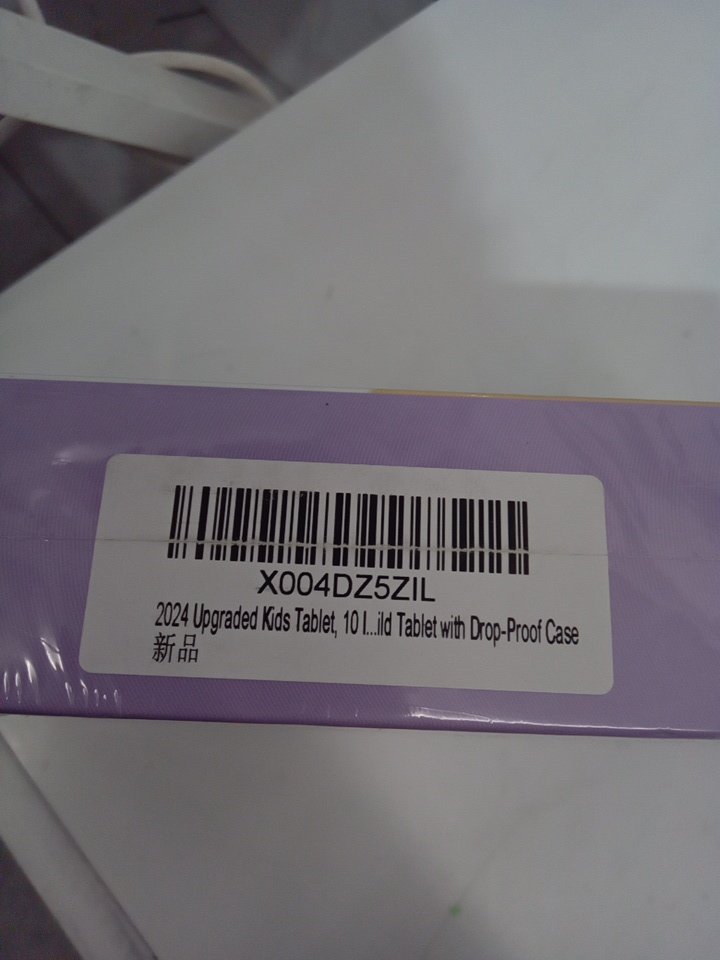 X004DZ5ZIL
2024 Upgraded Kids Tablet, 10 I...ild Tablet with Drop-Proof Case
新品